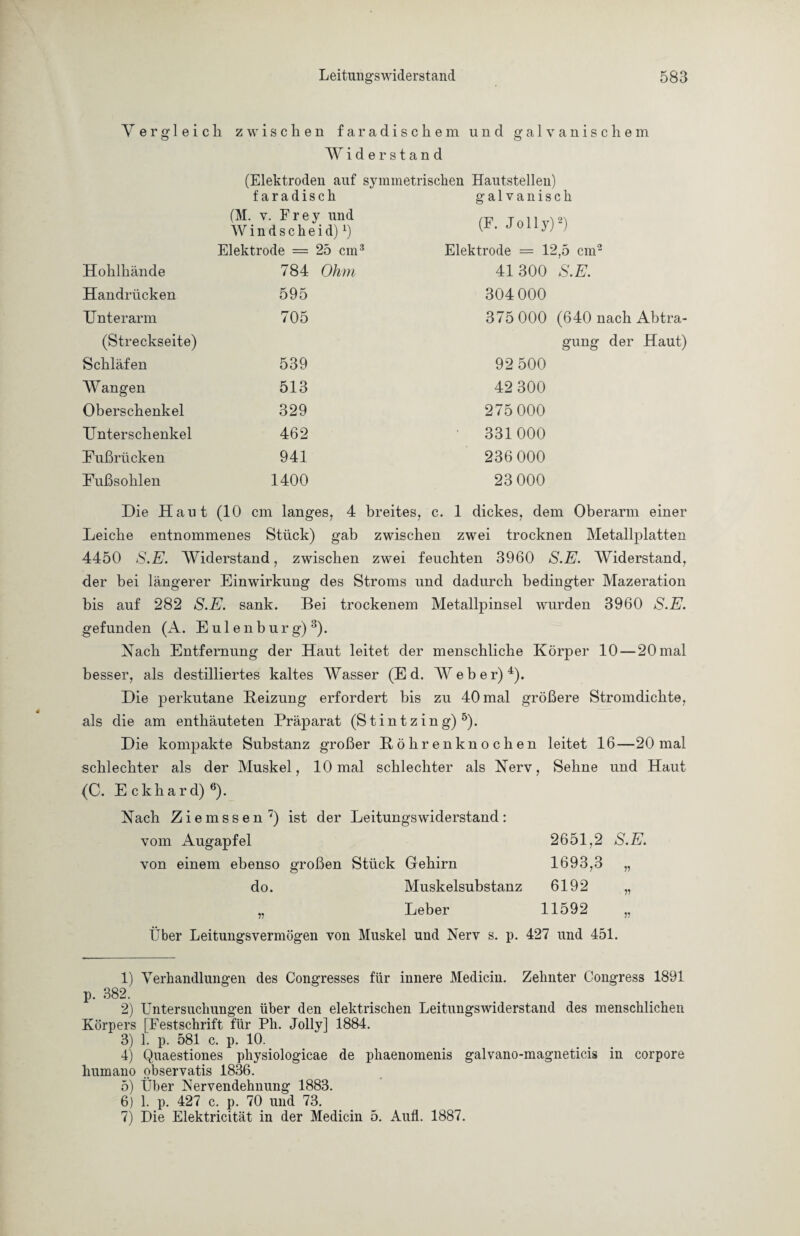 Leitungswiderstand 583
Vergleich zwischen faradischem und galvanischem
Widerstand
(Elektroden auf symmetrischen Hautstellen)
faradisch galvanisch
(M. v. Frey und Windscheid)¹) (F. Jolly)²)
Elektrode = 25 cm³ Elektrode = 12,5 cm²
Hohlhände 784 Ohm 41 300 S.E.
Handrücken 595 304 000
Unterarm 705 375 000 (640 nach Abtra-
(Streckseite) gung der Haut)
Schläfen 539 92 500
Wangen 513 42 300
Oberschenkel 329 275 000
Unterschenkel 462 331 000
Fußrücken 941 236 000
Fußsohlen 1400 23 000
Die Haut (10 cm langes, 4 breites, c. 1 dickes, dem Oberarm einer
Leiche entnommenes Stück) gab zwischen zwei trocknen Metallplatten
4450 S.E. Widerstand, zwischen zwei feuchten 3960 S.E. Widerstand,
der bei längerer Einwirkung des Stroms und dadurch bedingter Mazeration
bis auf 282 S.E. sank. Bei trockenem Metallpinsel wurden 3960 S.E.
gefunden (A. Eulenburg)³).
Nach Entfernung der Haut leitet der menschliche Körper 10—20mal
besser, als destilliertes kaltes Wasser (Ed. Weber)⁴).
Die perkutane Reizung erfordert bis zu 40mal größere Stromdichte,
als die am enthäuteten Präparat (Stintzing)⁵).
Die kompakte Substanz großer Röhrenknochen leitet 16—20 mal
schlechter als der Muskel, 10 mal schlechter als Nerv, Sehne und Haut
(C. Eckhard)⁶).
Nach Ziemssen⁷) ist der Leitungswiderstand:
vom Augapfel 2651,2 S.E.
von einem ebenso großen Stück Gehirn 1693,3 „
do. Muskelsubstanz 6192 „
„ Leber 11592 „
Über Leitungsvermögen von Muskel und Nerv s. p. 427 und 451.
1) Verhandlungen des Congresses für innere Medicin. Zehnter Congress 1891
p. 382.
2) Untersuchungen über den elektrischen Leitungswiderstand des menschlichen
Körpers [Festschrift für Ph. Jolly] 1884.
3) l. p. 581 c. p. 10.
4) Quaestiones physiologicae de phaenomenis galvano-magneticis in corpore
humano observatis 1836.
5) Über Nervendehnung 1883.
6) l. p. 427 c. p. 70 und 73.
7) Die Elektricität in der Medicin 5. Aufl. 1887.